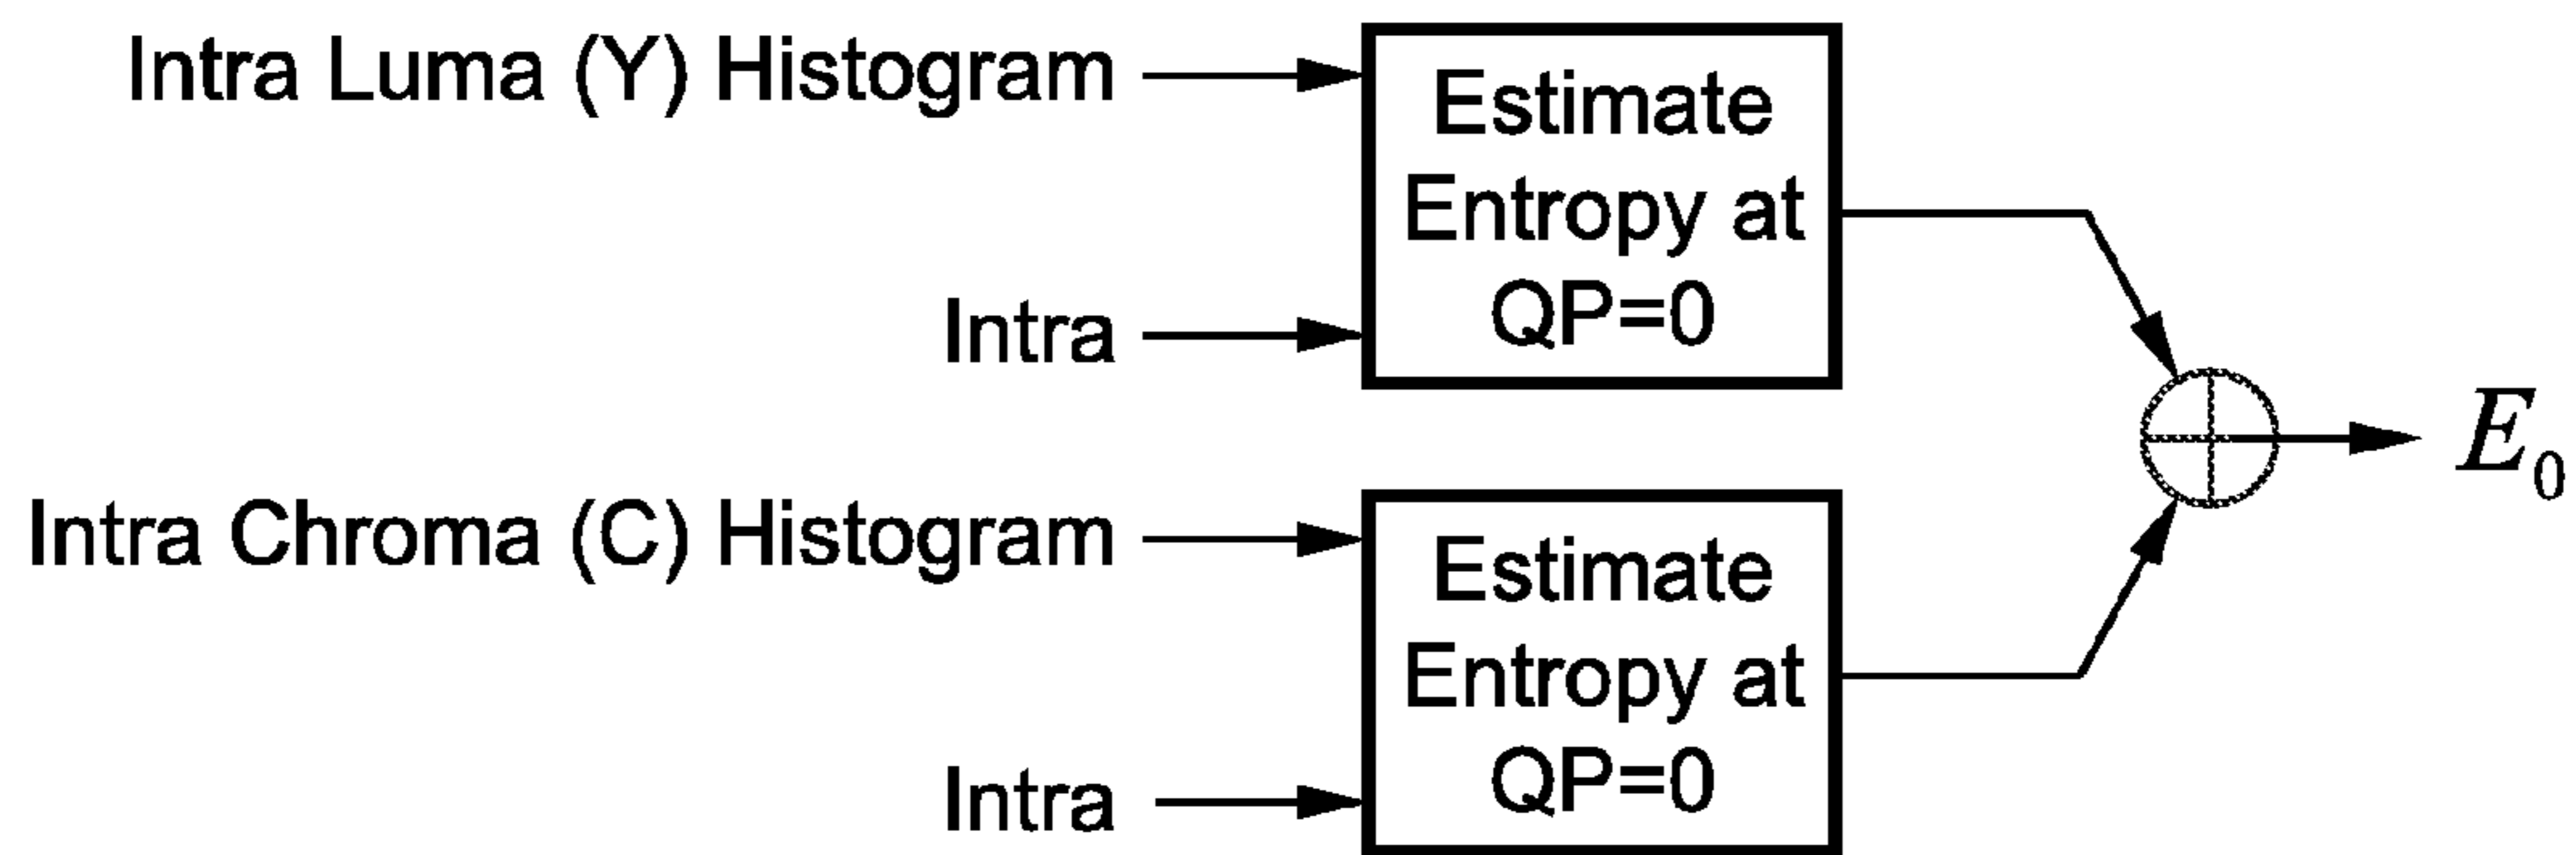 Intra Luma (Y) Histogram
Estimate
Entropy at
QP=0
Intra
E₀
Intra Chroma (C) Histogram
Estimate
Entropy at
QP=0
Intra